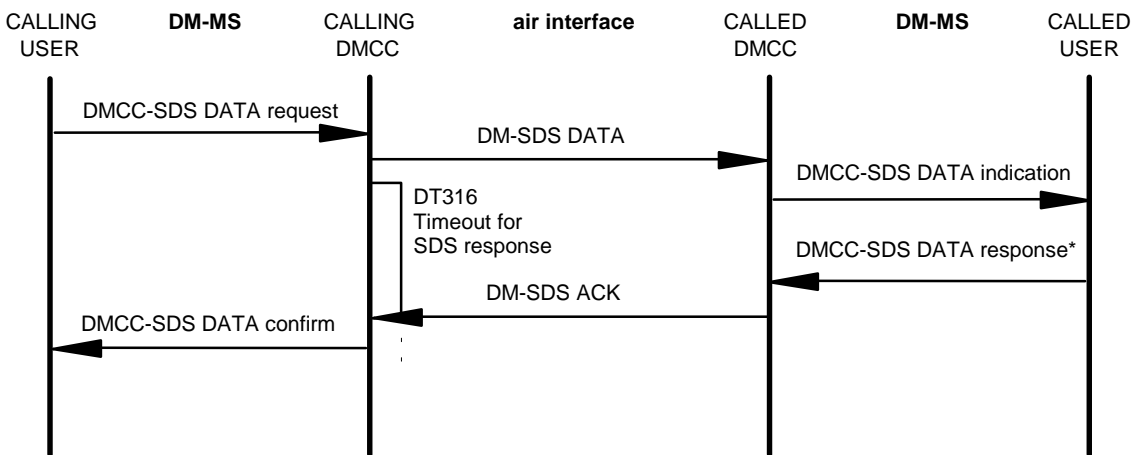 CALLING
USER
DM-MS
CALLING
DMCC
air interface
CALLED
DMCC
DM-MS
CALLED
USER
DMCC-SDS DATA request
DM-SDS DATA
DMCC-SDS DATA indication
DT316
Timeout for
SDS response
DMCC-SDS DATA response*
DM-SDS ACK
DMCC-SDS DATA confirm